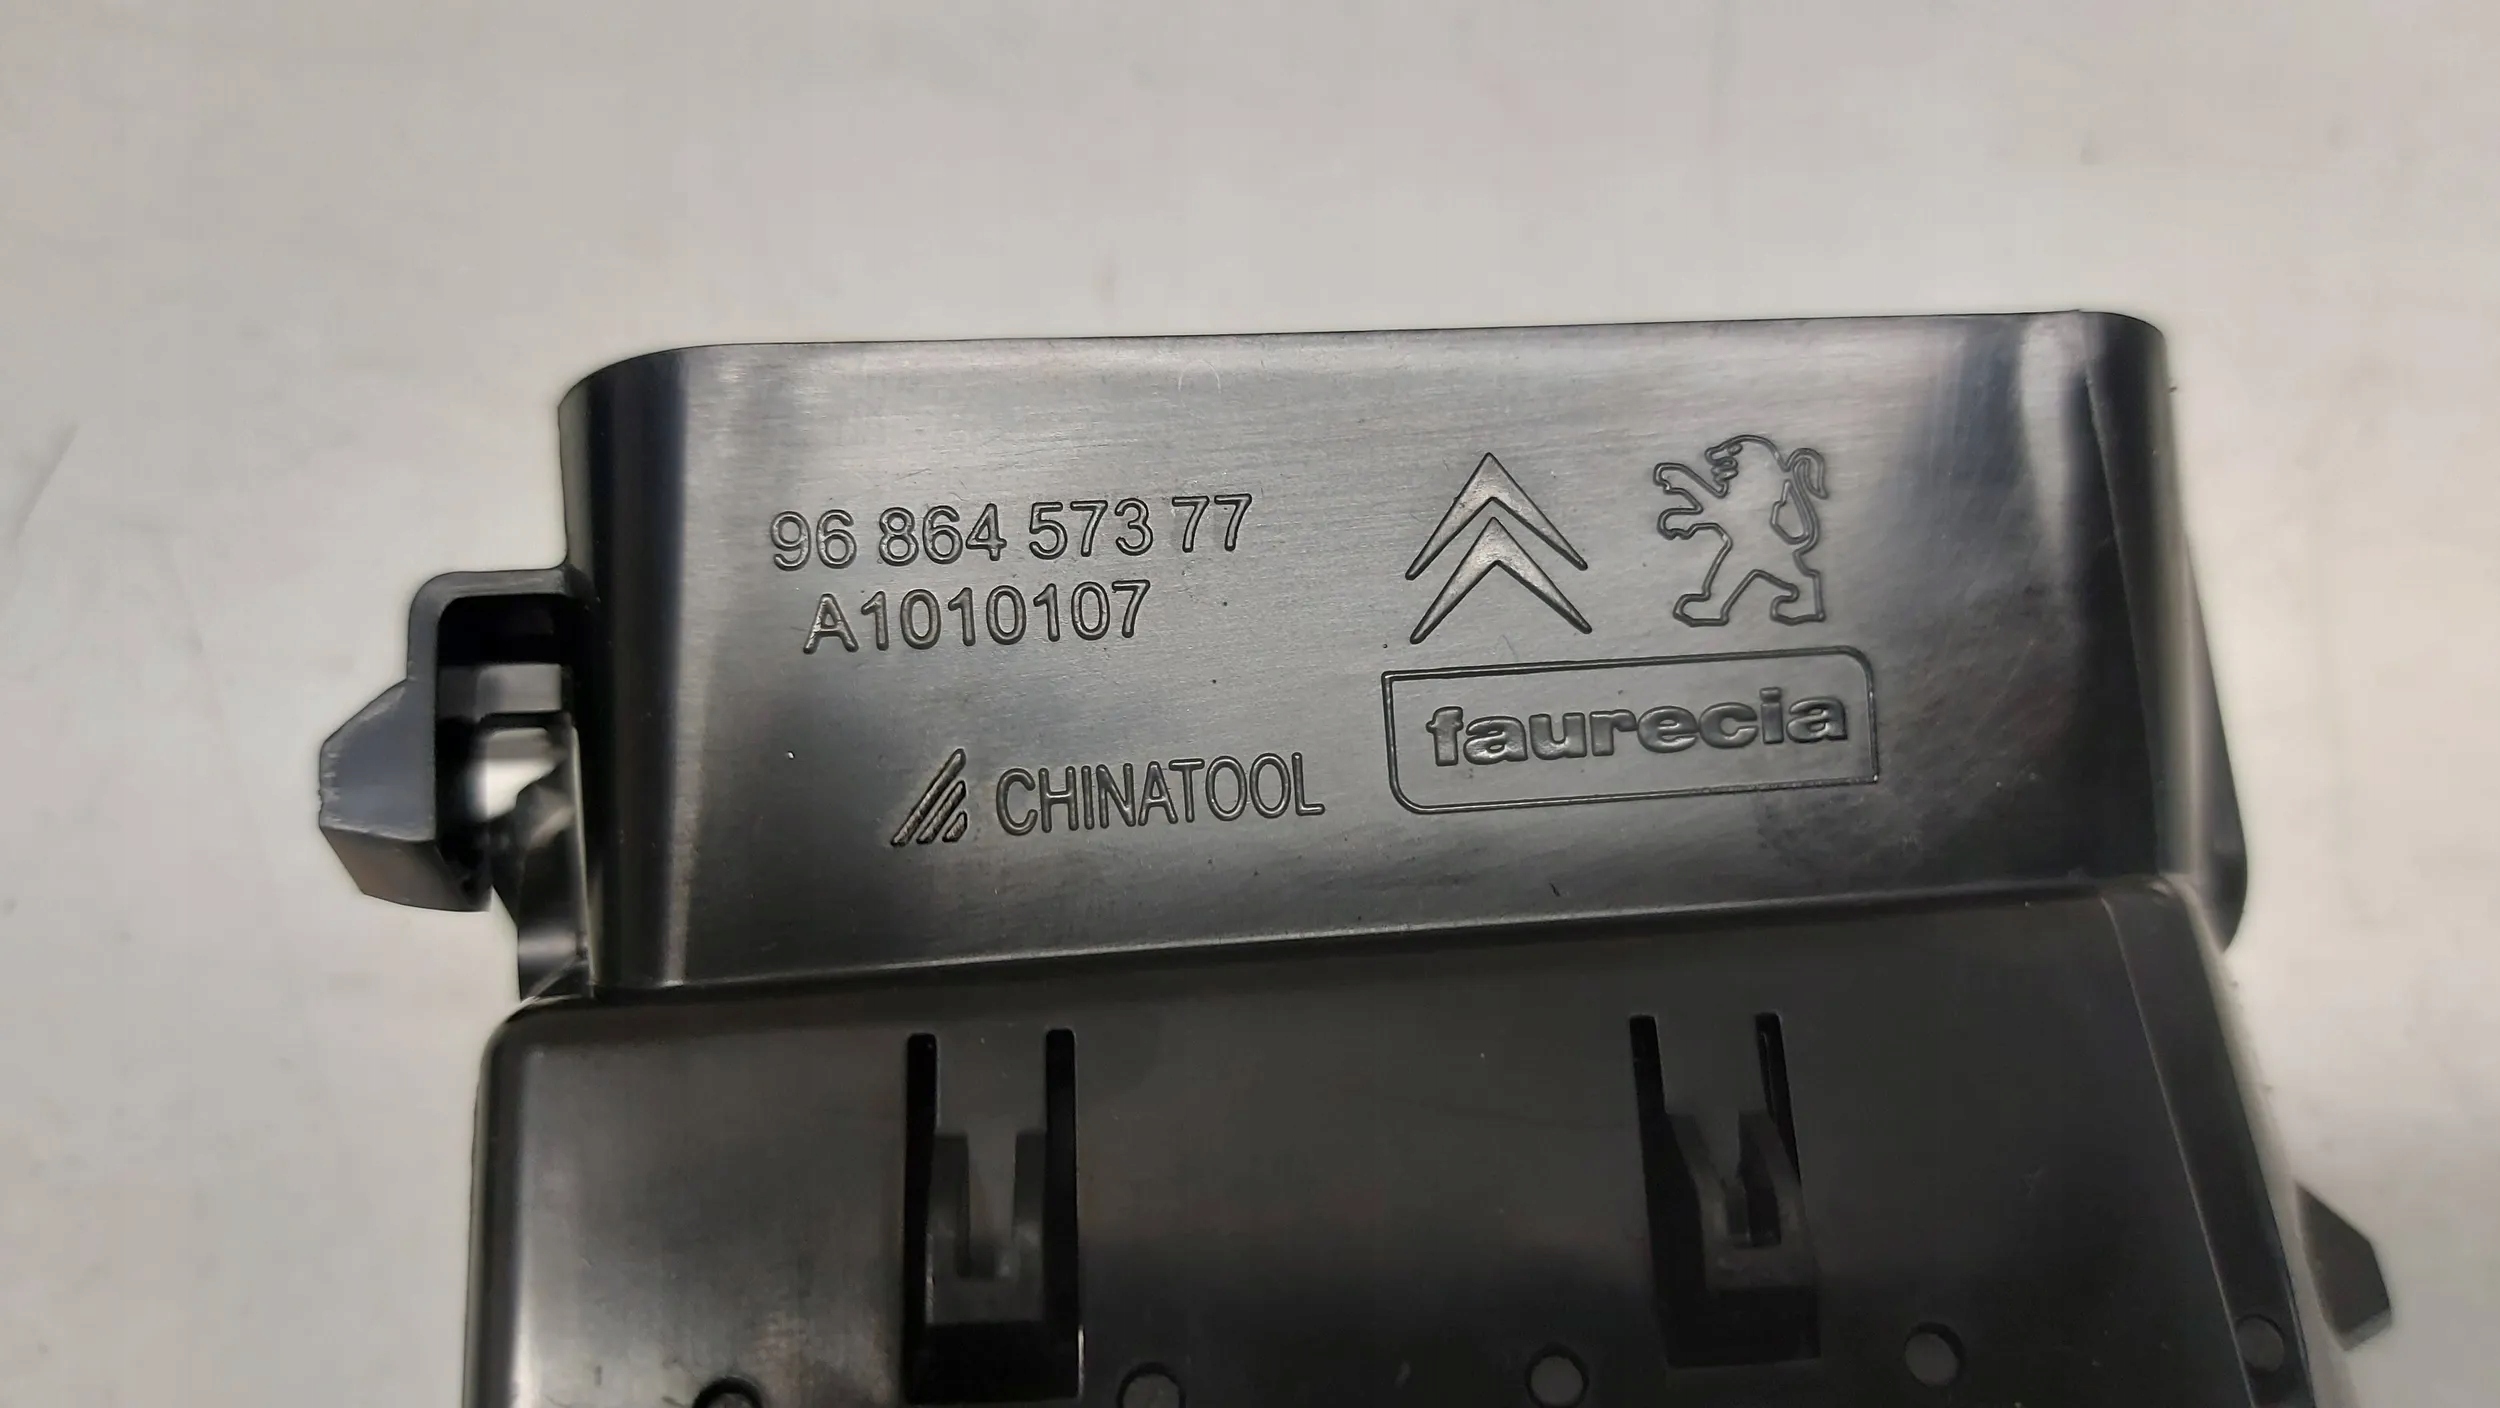 96 864 573 77
A1010107
faurecia
CHINATOOL